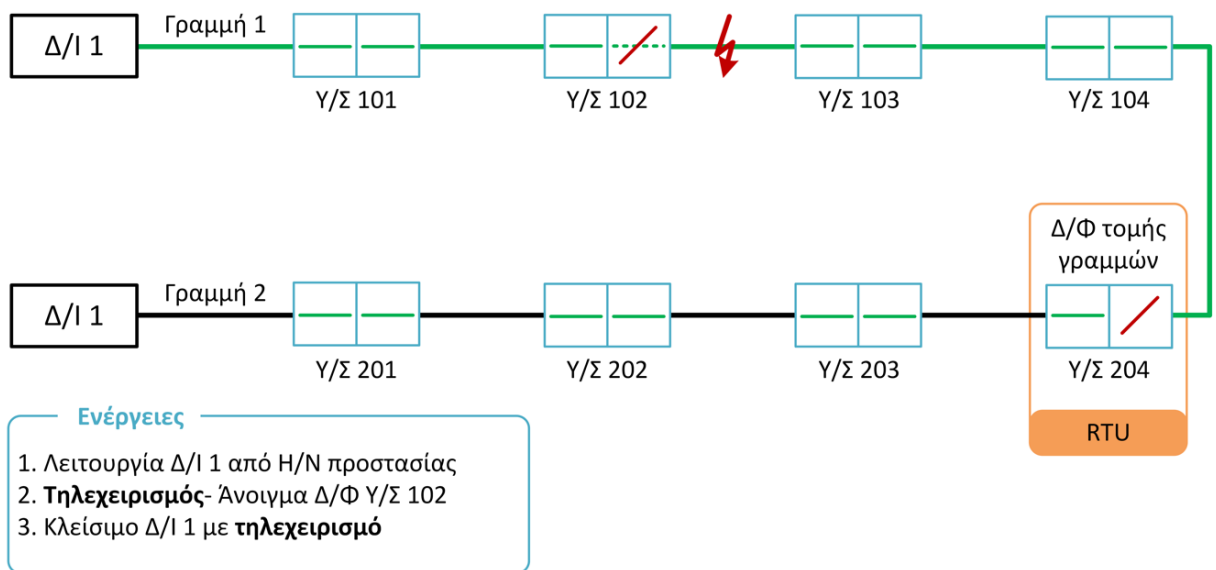 Δ/Ι 1
Γραμμή 1
Υ/Σ 101
Υ/Σ 102
Υ/Σ 103
Υ/Σ 104
Δ/Φ τομής
γραμμών
Δ/Ι 1
Γραμμή 2
Υ/Σ 201
Υ/Σ 202
Υ/Σ 203
Υ/Σ 204
RTU
Ενέργειες
1. Λειτουργία Δ/Ι 1 από Η/Ν προστασίας
2. Τηλεχειρισμός- Άνοιγμα Δ/Φ Υ/Σ 102
3. Κλείσιμο Δ/Ι 1 με τηλεχειρισμό